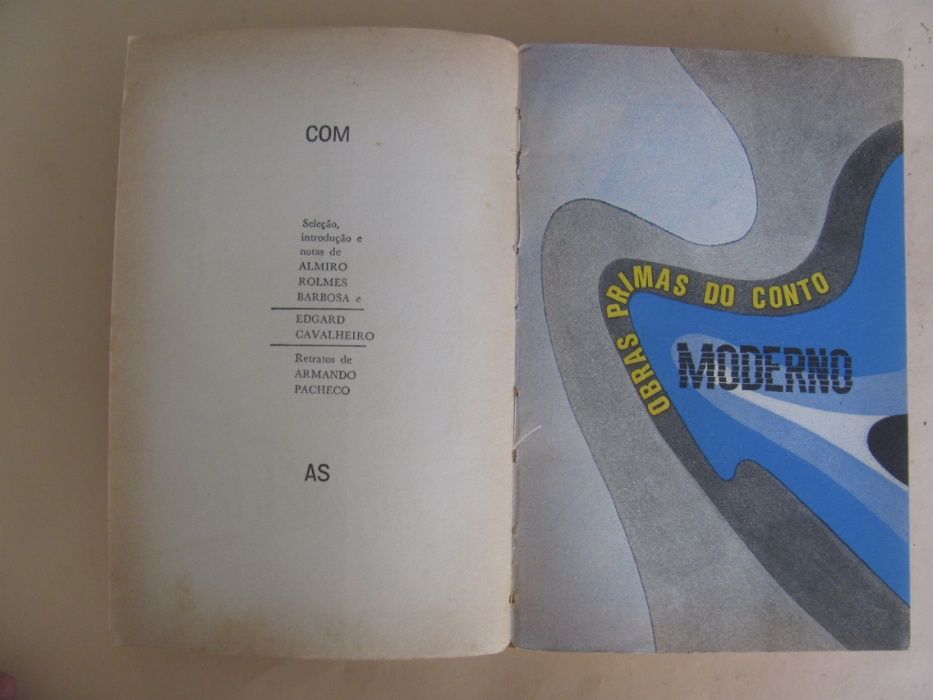 COM
Seleção,
introdução e
notas de
ALMIRO
ROLMES
BARBOSA e
EDGARD
CAVALHEIRO
Retratos de
ARMANDO
PACHECO
AS
OBRAS PRIMAS DO CONTO
MODERNO